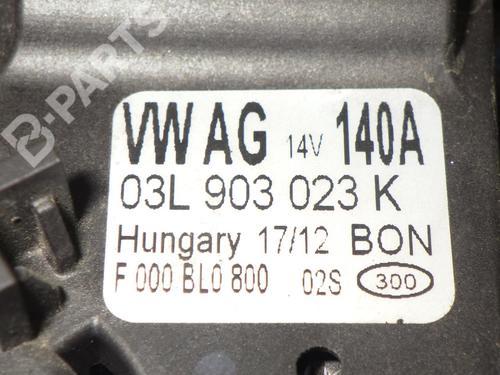 B-PARTS
VW AG 14V 140A
03L 903 023 K
Hungary 17/12 BON
F 000 BL0 800 02S 300